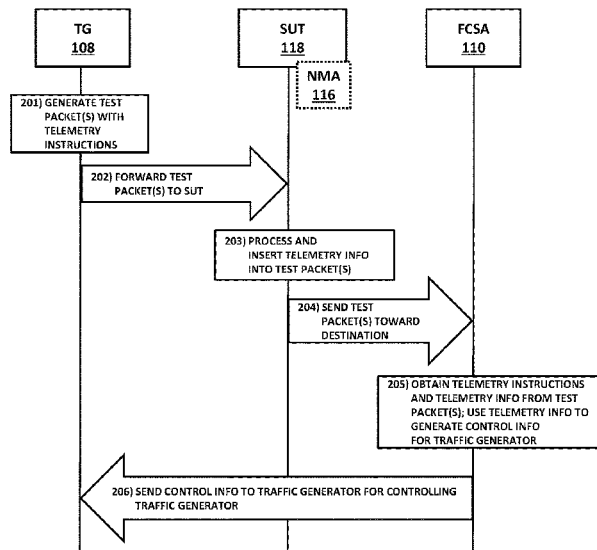 TG
108
SUT
118
FCSA
110
NMA
116
201) GENERATE TEST
PACKET(S) WITH
TELEMETRY
INSTRUCTIONS
202) FORWARD TEST
PACKET(S) TO SUT
203) PROCESS AND
INSERT TELEMETRY INFO
INTO TEST PACKET(S)
204) SEND TEST
PACKET(S) TOWARD
DESTINATION
205) OBTAIN TELEMETRY INSTRUCTIONS
AND TELEMETRY INFO FROM TEST
PACKET(S); USE TELEMETRY INFO TO
GENERATE CONTROL INFO
FOR TRAFFIC GENERATOR
206) SEND CONTROL INFO TO TRAFFIC GENERATOR FOR CONTROLLING
TRAFFIC GENERATOR